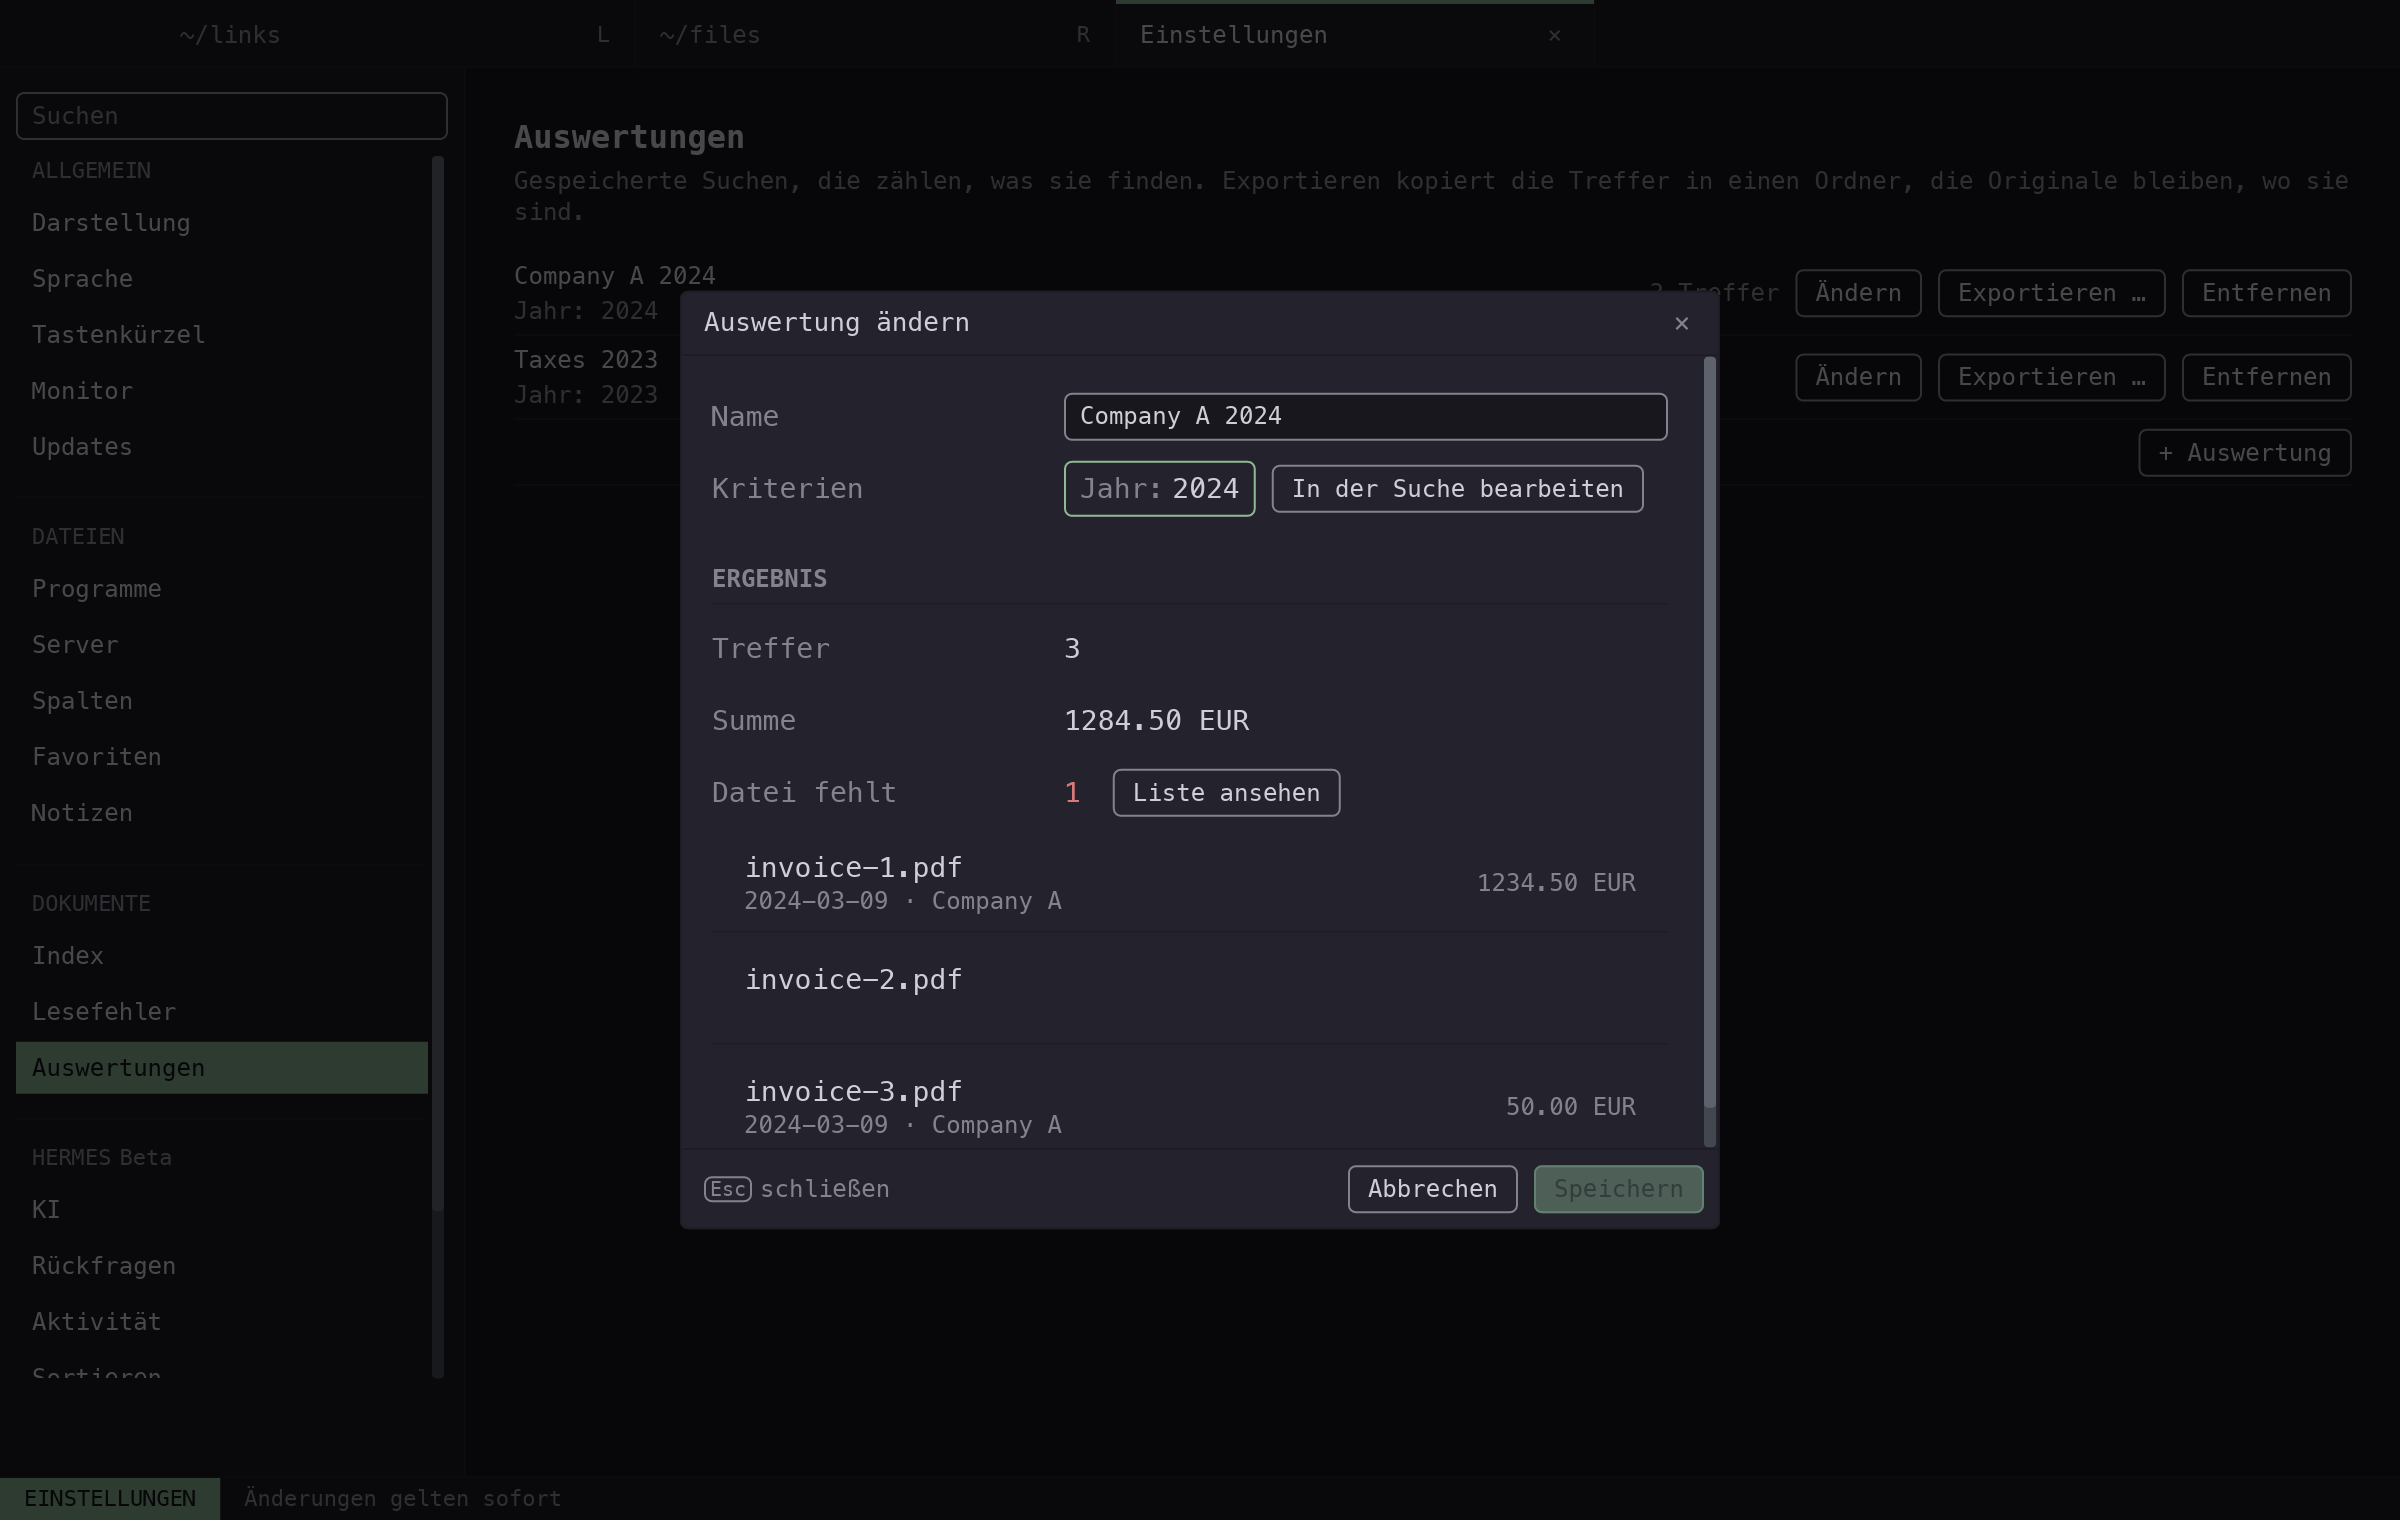 ~/links L ~/files R Einstellungen ×
Suchen
ALLGEMEIN
Darstellung
Sprache
Tastenkürzel
Monitor
Updates
DATEIEN
Programme
Server
Spalten
Favoriten
Notizen
DOKUMENTE
Index
Lesefehler
Auswertungen
HERMES Beta
KI
Rückfragen
Aktivität
Sortieren
Auswertungen
Gespeicherte Suchen, die zählen, was sie finden. Exportieren kopiert die Treffer in einen Ordner, die Originale bleiben, wo sie
sind.
Company A 2024
Jahr: 2024
3 Treffer Ändern Exportieren … Entfernen
Taxes 2023
Jahr: 2023
Ändern Exportieren … Entfernen
+ Auswertung
Auswertung ändern ×
Name Company A 2024
Kriterien Jahr: 2024 In der Suche bearbeiten
ERGEBNIS
Treffer 3
Summe 1284.50 EUR
Datei fehlt 1 Liste ansehen
invoice-1.pdf
2024-03-09 · Company A
1234.50 EUR
invoice-2.pdf
invoice-3.pdf
2024-03-09 · Company A
50.00 EUR
Esc schließen Abbrechen Speichern
EINSTELLUNGEN Änderungen gelten sofort